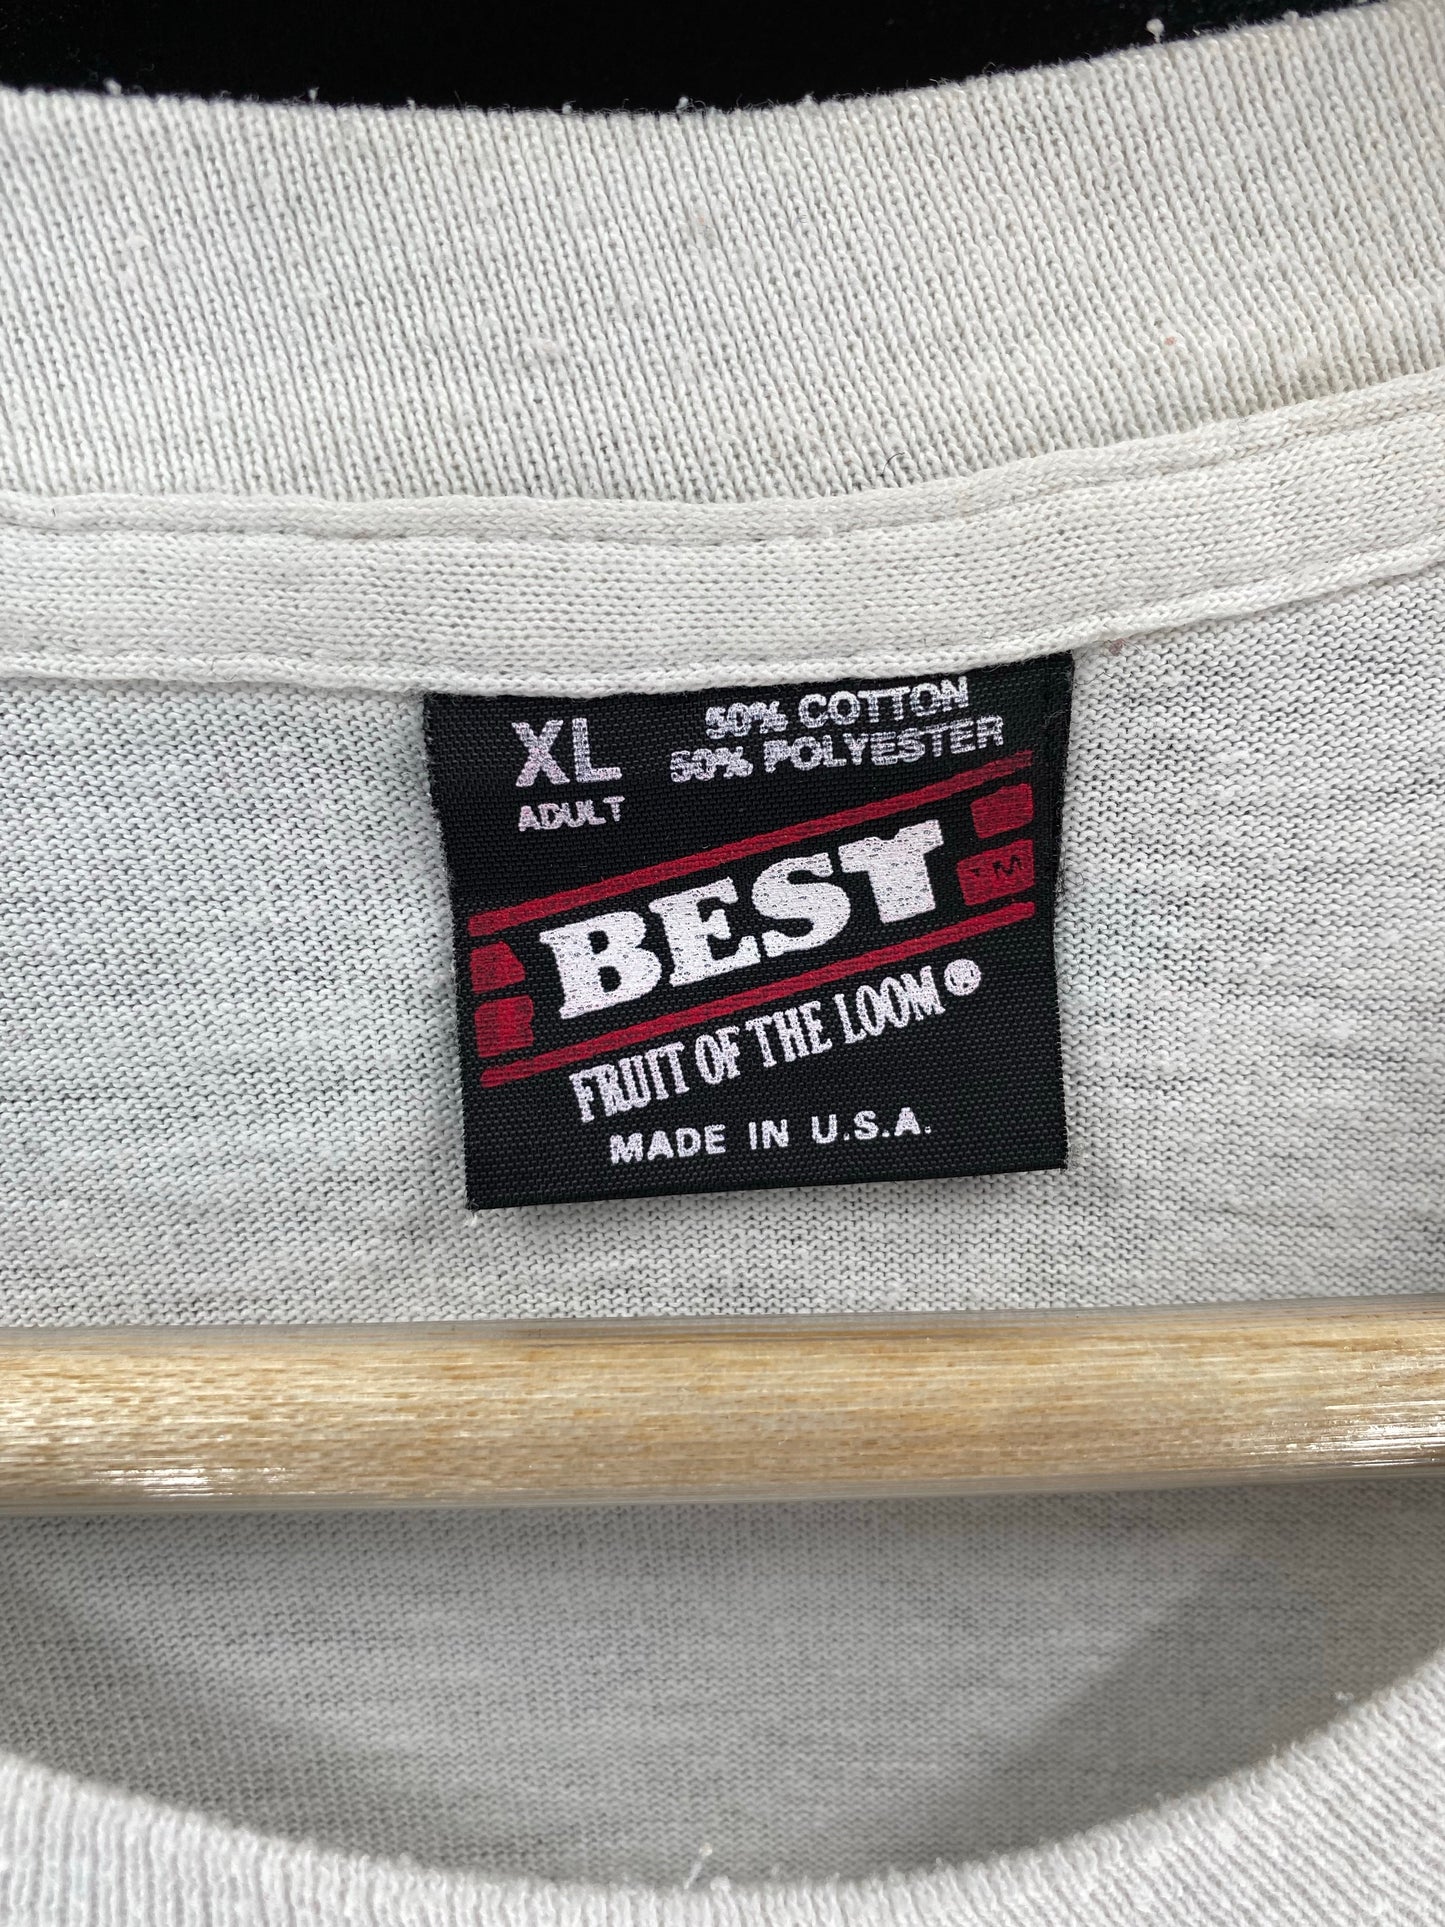 XL
ADULT
50% COTTON
50% POLYESTER
BEST
TM
FRUIT OF THE LOOM®
MADE IN U.S.A.